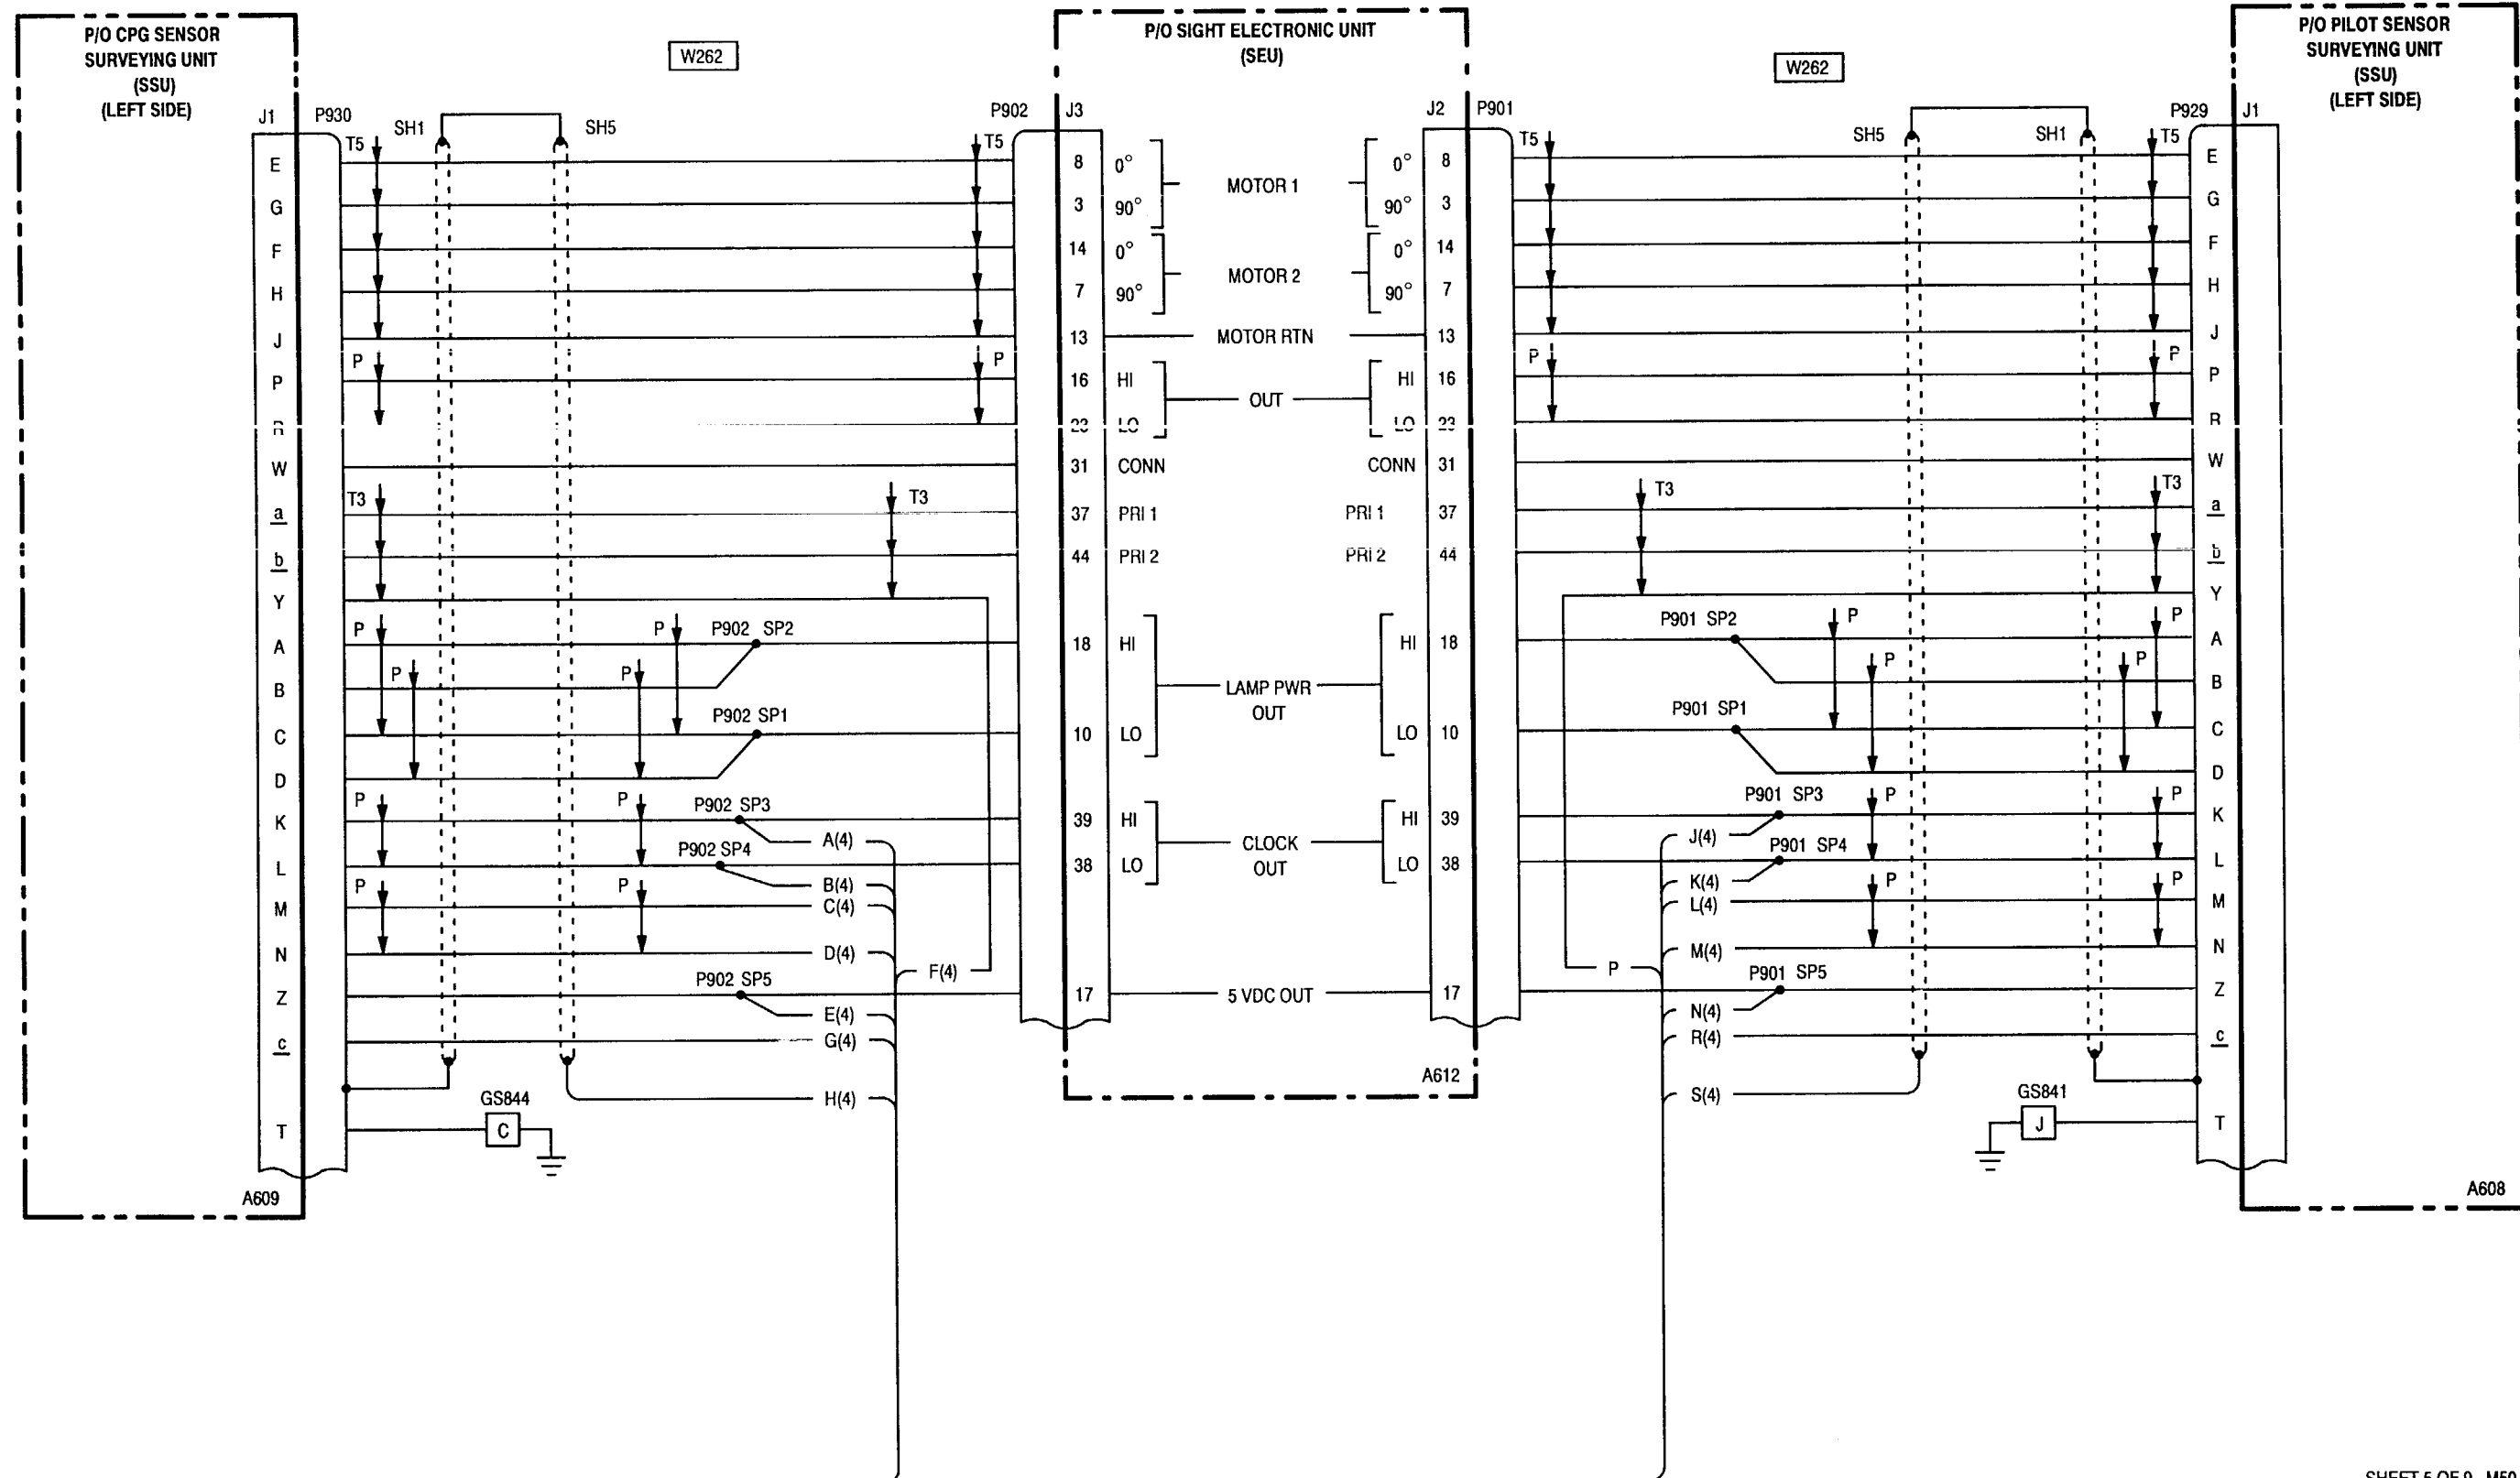 P/O CPG SENSOR
SURVEYING UNIT
(SSU)
(LEFT SIDE)
W262
P/O SIGHT ELECTRONIC UNIT
(SEU)
W262
P/O PILOT SENSOR
SURVEYING UNIT
(SSU)
(LEFT SIDE)
J1 P930 SH1 SH5 P902 J3 J2 P901 SH5 SH1 P929 J1
T5 T5 T5 T5
E 8 0° MOTOR 1 0° 8 E
G 3 90° 90° 3 G
F 14 0° MOTOR 2 0° 14 F
H 7 90° 90° 7 H
J 13 MOTOR RTN 13 J
P P P P
P 16 HI OUT HI 16 P
R 23 LO LO 23 R
W 31 CONN CONN 31 W
T3 T3 T3 T3
a 37 PRI 1 PRI 1 37 a
b 44 PRI 2 PRI 2 44 b
Y Y
P P P902 SP2 P901 SP2 P P
A 18 HI HI 18 A
P P P P
B LAMP PWR OUT B
P902 SP1 P901 SP1
C 10 LO LO 10 C
D D
P P P902 SP3 P901 SP3 P P
K 39 HI HI 39 K
A(4) CLOCK OUT J(4)
P902 SP4 P901 SP4
L 38 LO LO 38 L
P P B(4) K(4) P P
M C(4) L(4) M
N D(4) M(4) N
F(4) P
P902 SP5 P901 SP5
Z 17 5 VDC OUT 17 Z
E(4) N(4)
c G(4) R(4) c
A612
GS844 H(4) S(4) GS841
T C J T
A609 A608